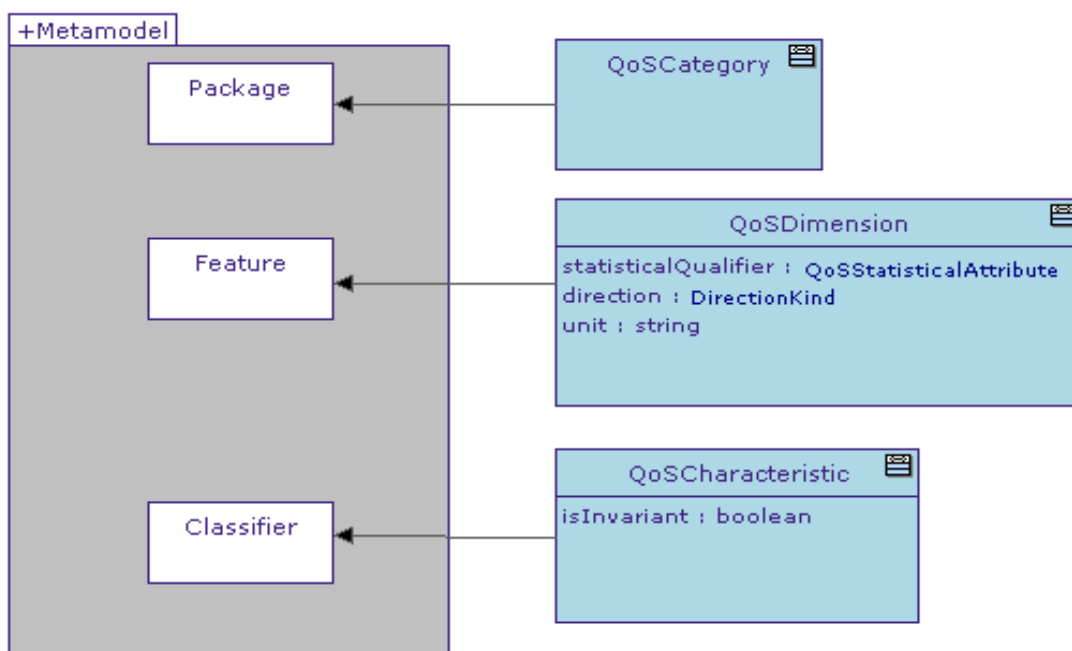 +Metamodel
Package
QoSCategory
Feature
QoSDimension
statisticalQualifier : QoSStatisticalAttribute
direction : DirectionKind
unit : string
Classifier
QoSCharacteristic
isInvariant : boolean